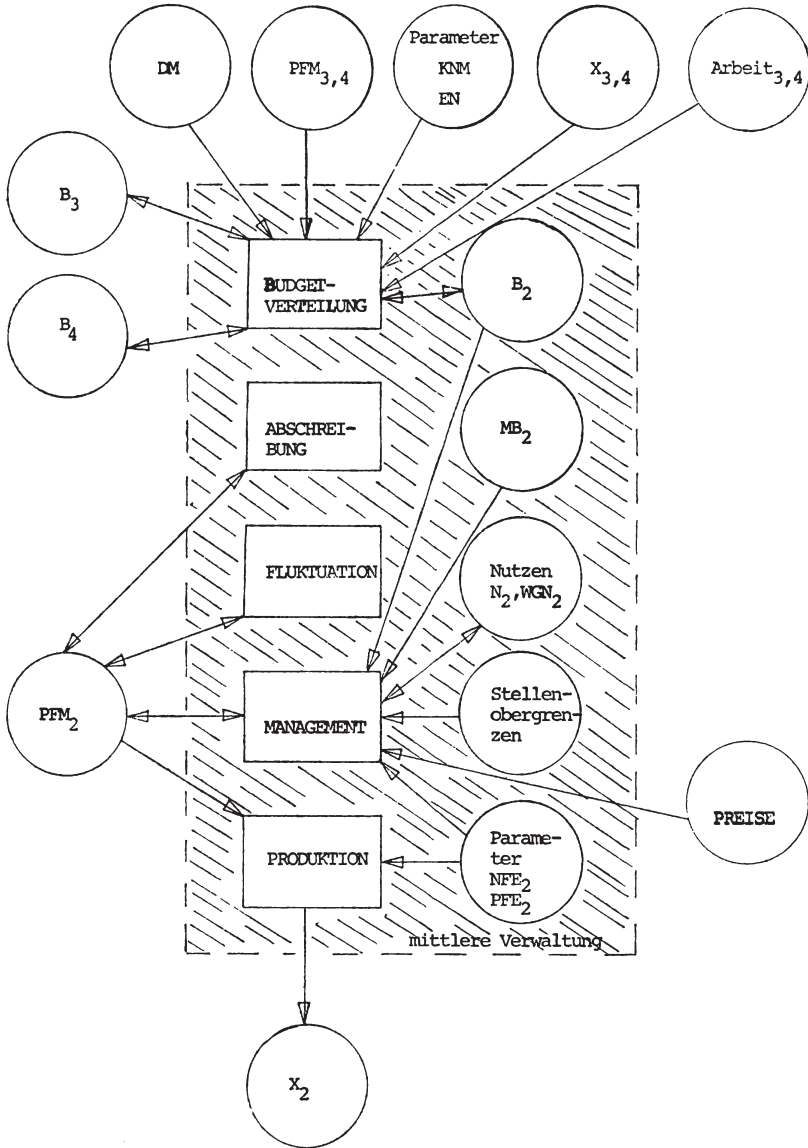 DM
PFM3,4
Parameter
KNM
EN
X3,4
Arbeit3,4
B3
BUDGET-
VERTEILUNG
B2
B4
ABSCHREI-
BUNG
MB2
FLUKTUATION
Nutzen
N2,WGN2
PFM2
MANAGEMENT
Stellen-
obergren-
zen
PREISE
PRODUKTION
Parame-
ter
NFE2
PFE2
mittlere Verwaltung
X2